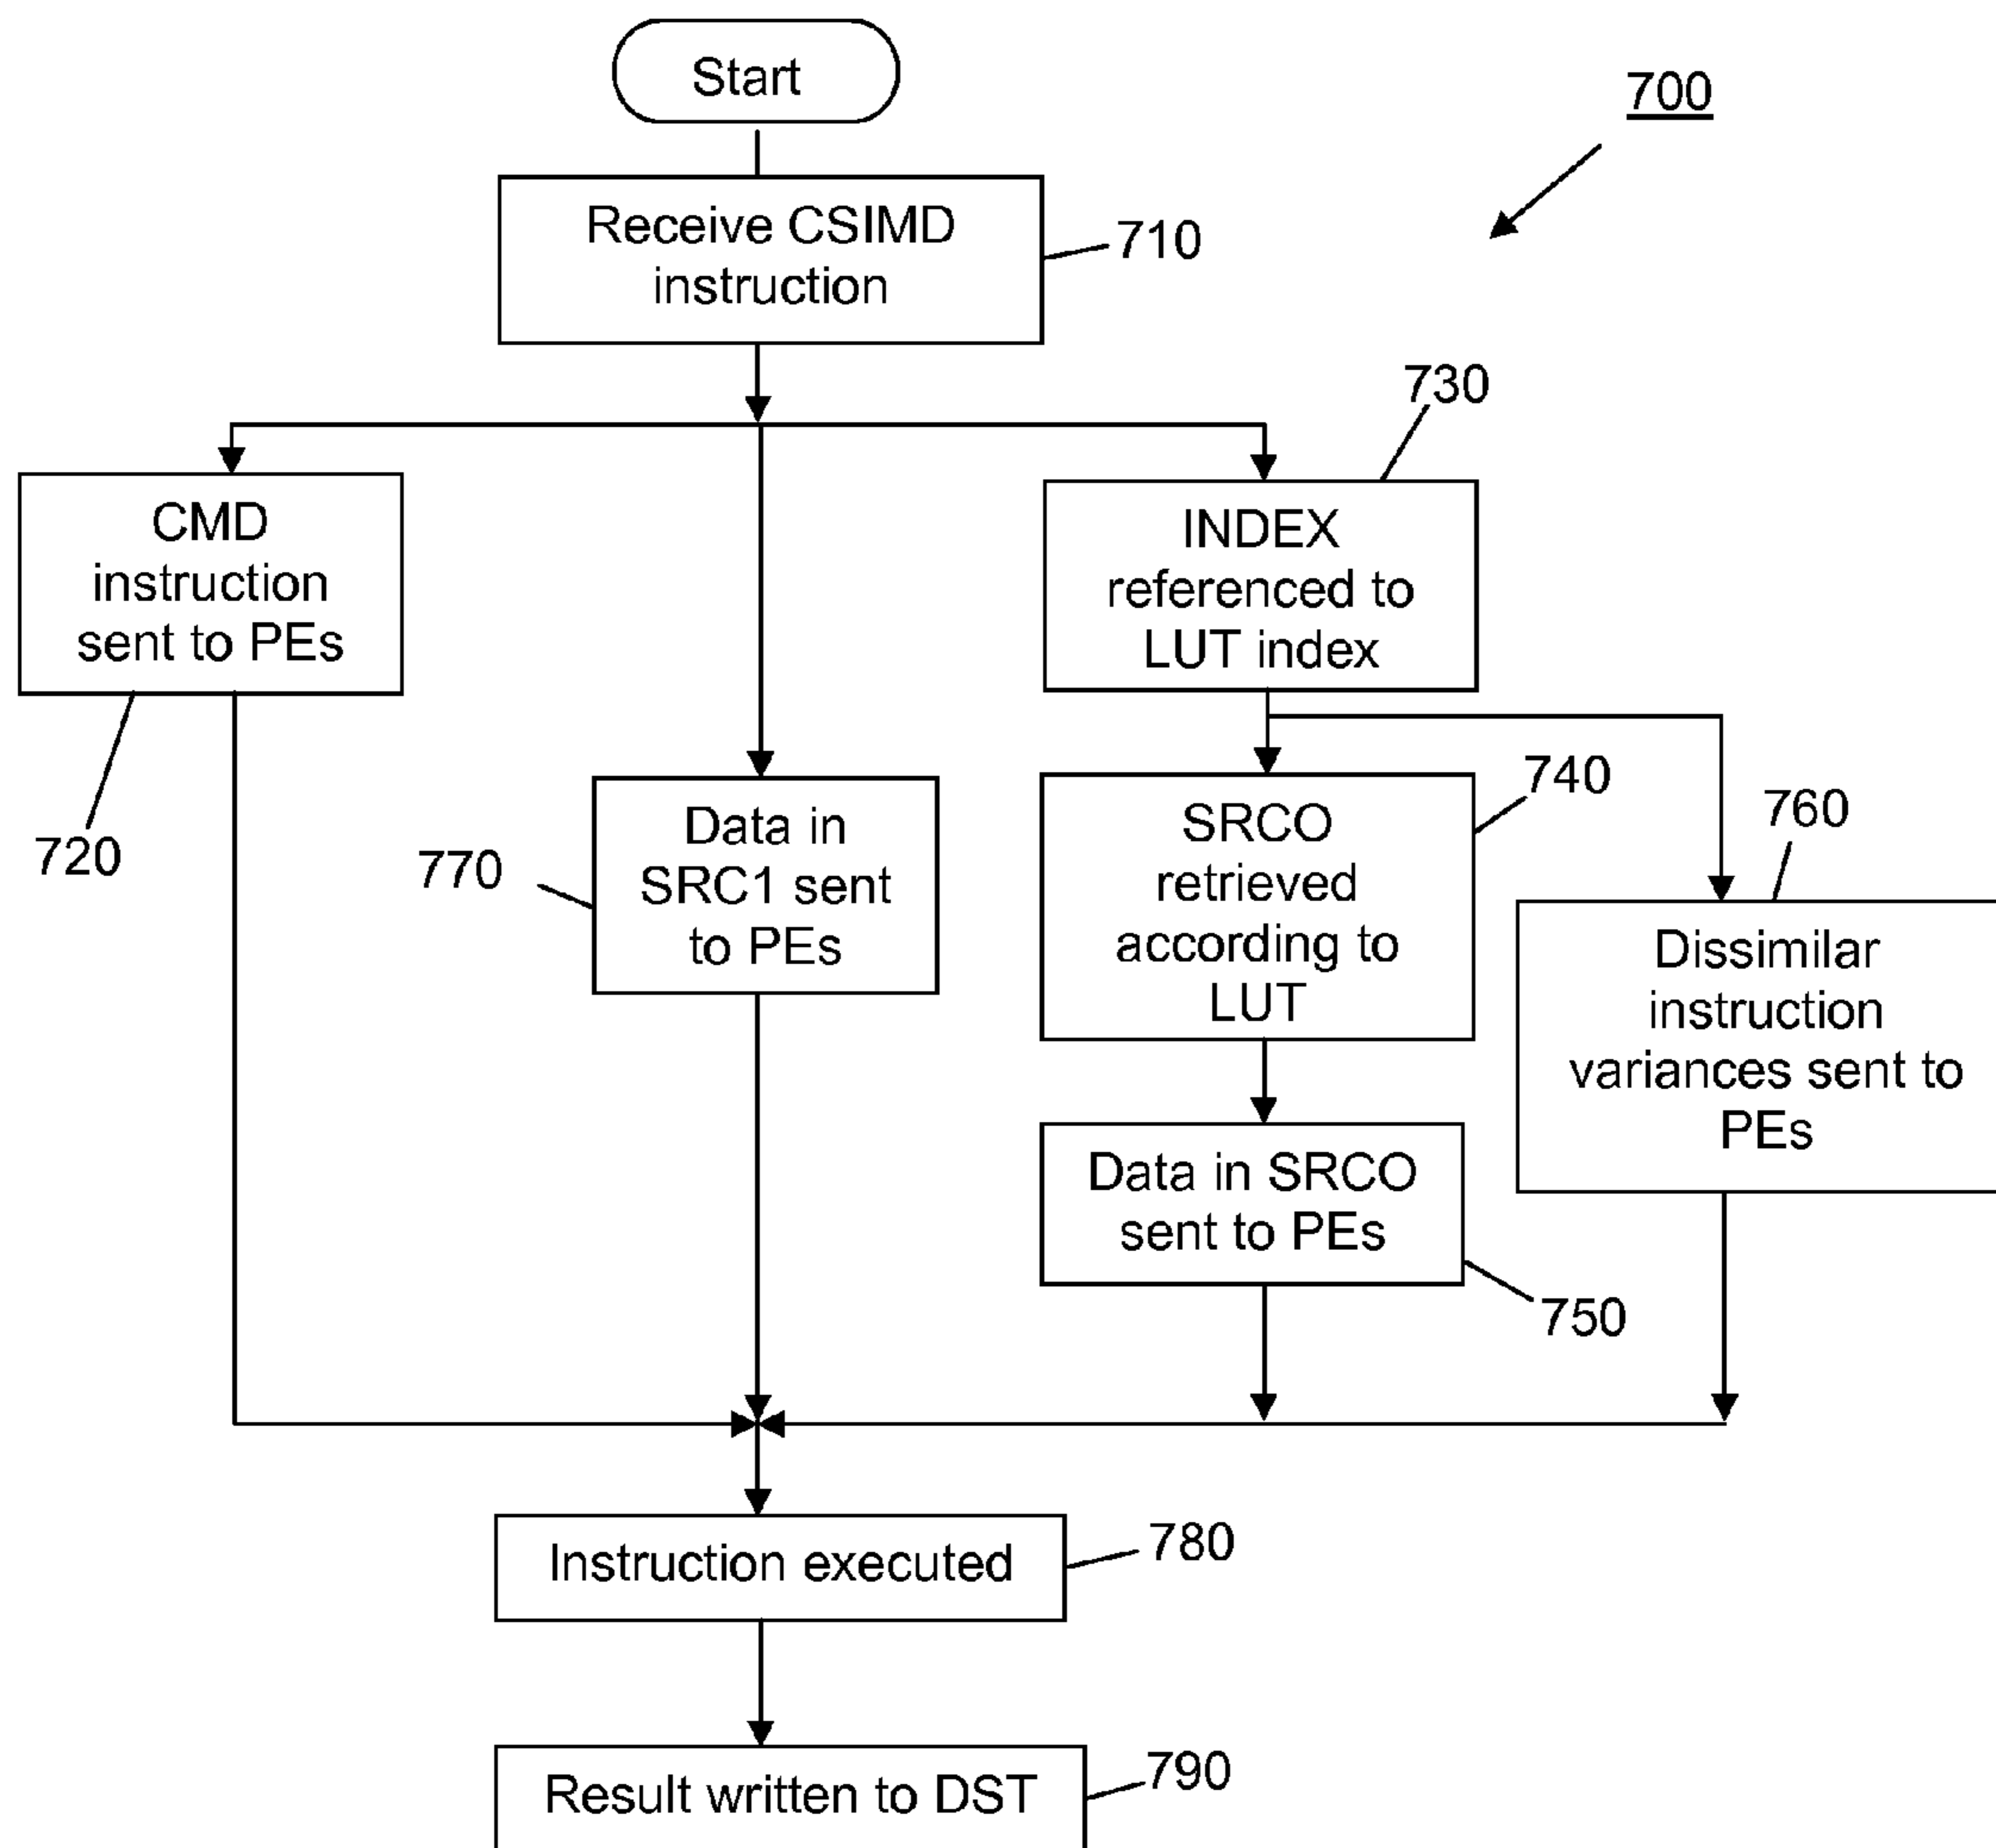 Start
700
Receive CSIMD
instruction
710
730
CMD
instruction
sent to PEs
720
INDEX
referenced to
LUT index
Data in
SRC1 sent
to PEs
770
SRCO
retrieved
according to
LUT
740
760
Dissimilar
instruction
variances sent to
PEs
Data in SRCO
sent to PEs
750
Instruction executed
780
Result written to DST
790